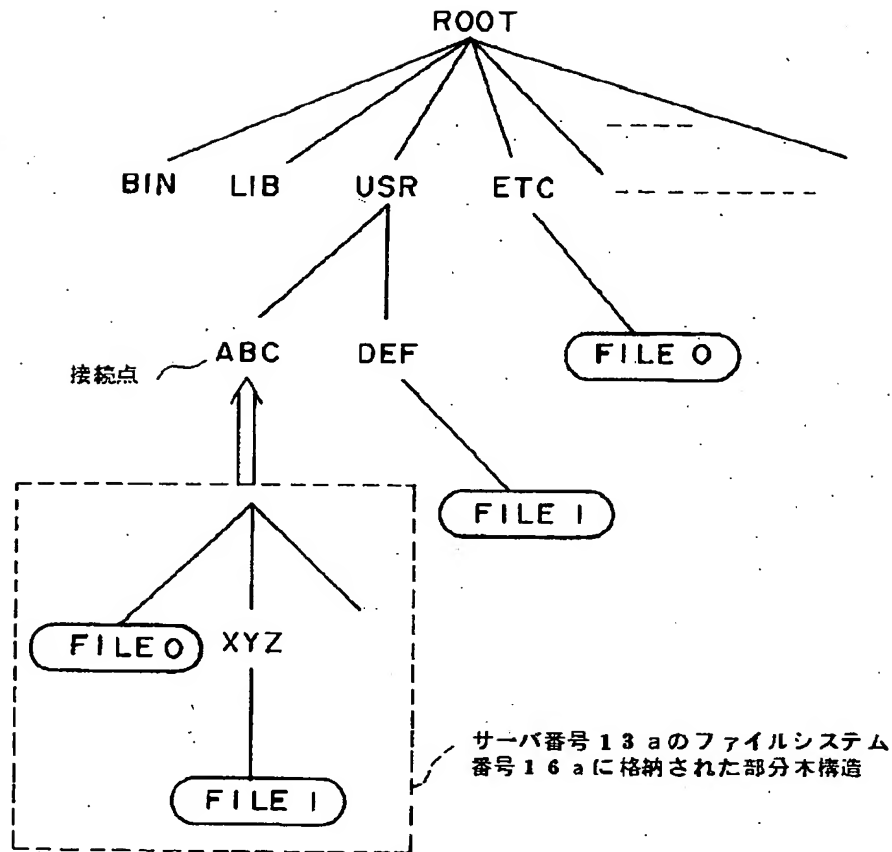 ROOT
BIN LIB USR ETC
ABC DEF FILE 0
接続点
FILE 1
FILE 0 XYZ
サーバ番号13aのファイルシステム
番号16aに格納された部分木構造
FILE 1